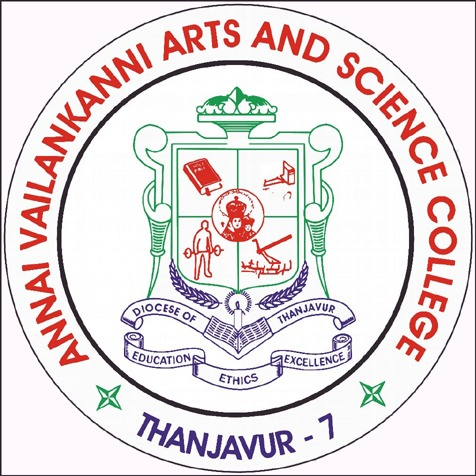 ANNAI VAILANKANNI ARTS AND SCIENCE COLLEGE
DIOCESE OF THANJAVUR
EDUCATION ETHICS EXCELLENCE
THANJAVUR - 7